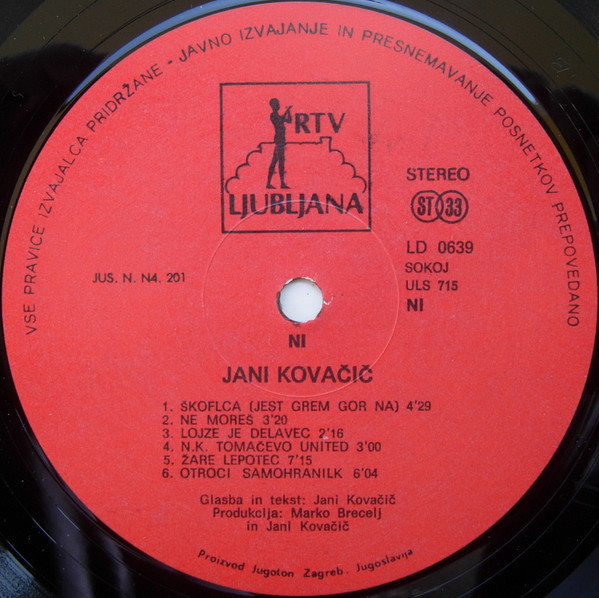 VSE PRAVICE IZVAJALCA PRIDRŽANE - JAVNO IZVAJANJE IN PRESNEMAVANJE POSNETKOV PREPOVEDANO
RTV
LJUBLJANA
STEREO
ST 33
LD 0639
SOKOJ
ULS 715
NI
JUS. N. N4. 201
NI
JANI KOVAČIČ
1. ŠKOFLCA (JEST GREM GOR NA) 4'29
2. NE MOREŠ 3'20
3. LOJZE JE DELAVEC 2'16
4. N.K. TOMAČEVO UNITED 3'00
5. ŽARE LEPOTEC 7'15
6. OTROCI SAMOHRANILK 6'04
Glasba in tekst: Jani Kovačič
Produkcija: Marko Brecelj
in Jani Kovačič
Proizvod Jugoton Zagreb. Jugoslavija